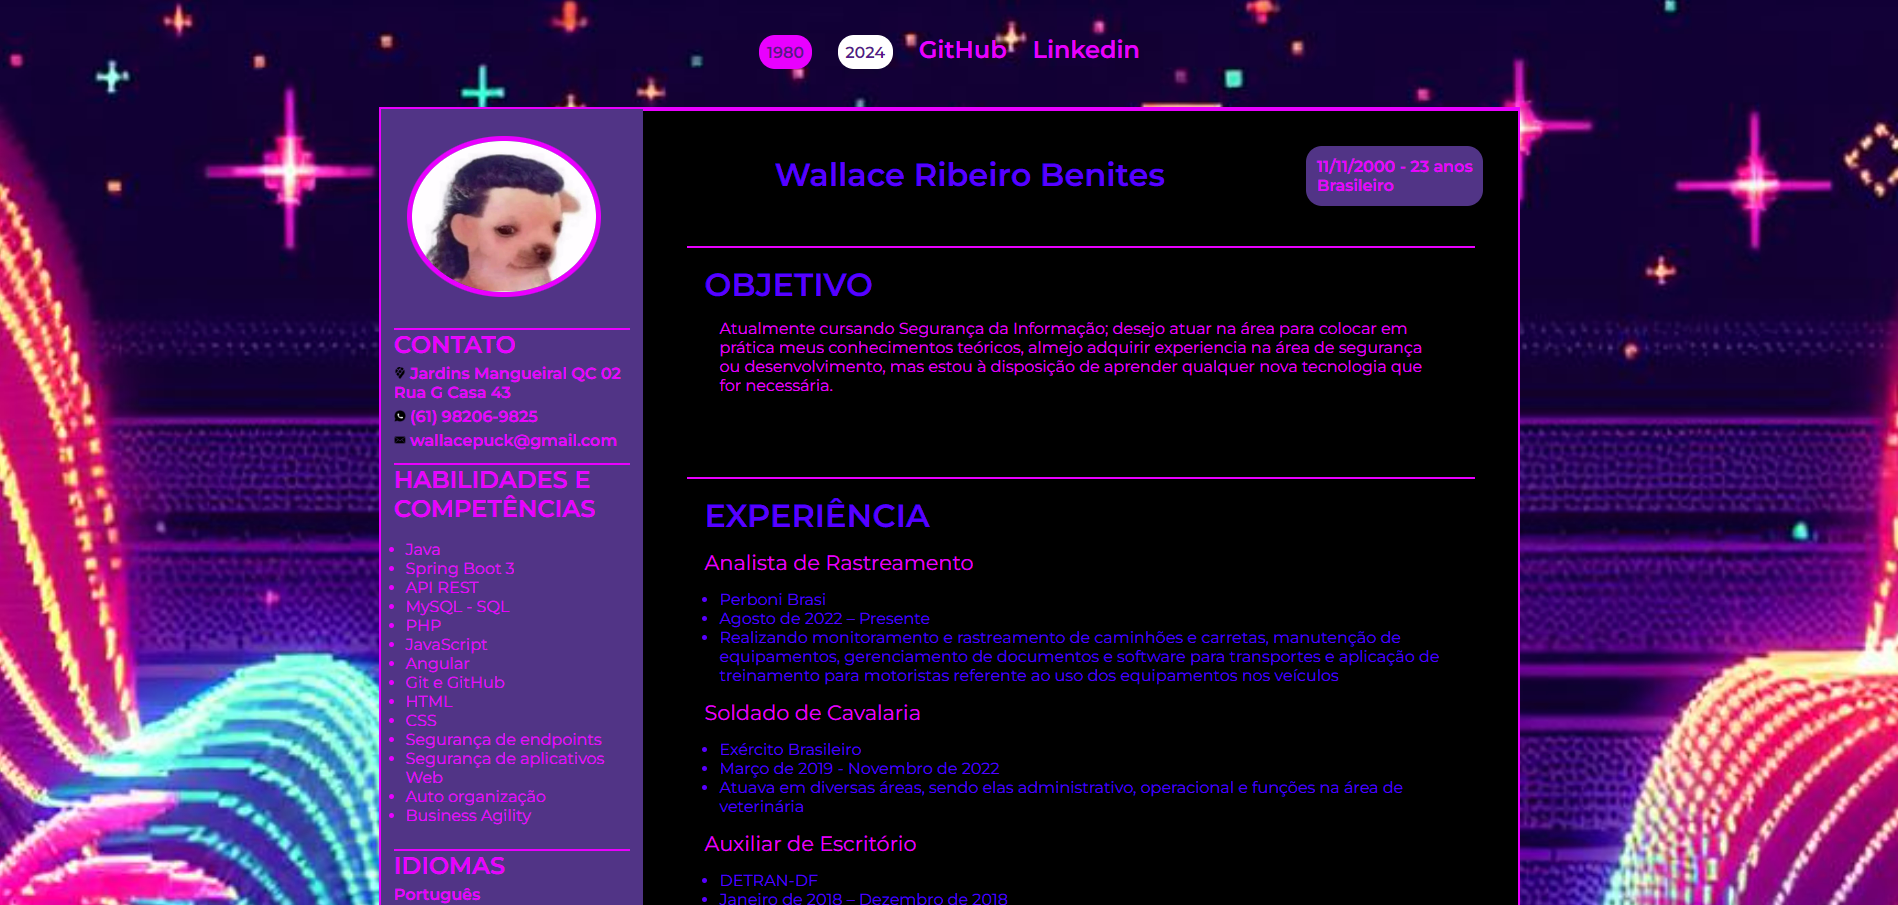 1980
2024
GitHub
Linkedin
Wallace Ribeiro Benites
11/11/2000 - 23 anos
Brasileiro
CONTATO
Jardins Mangueiral QC 02
Rua G Casa 43
(61) 98206-9825
wallacepuck@gmail.com
HABILIDADES E
COMPETÊNCIAS
Java
Spring Boot 3
API REST
MySQL - SQL
PHP
JavaScript
Angular
Git e GitHub
HTML
CSS
Segurança de endpoints
Segurança de aplicativos
Web
Auto organização
Business Agility
IDIOMAS
Português
OBJETIVO
Atualmente cursando Segurança da Informação; desejo atuar na área para colocar em
prática meus conhecimentos teóricos, almejo adquirir experiencia na área de segurança
ou desenvolvimento, mas estou à disposição de aprender qualquer nova tecnologia que
for necessária.
EXPERIÊNCIA
Analista de Rastreamento
Perboni Brasi
Agosto de 2022 – Presente
Realizando monitoramento e rastreamento de caminhões e carretas, manutenção de
equipamentos, gerenciamento de documentos e software para transportes e aplicação de
treinamento para motoristas referente ao uso dos equipamentos nos veículos
Soldado de Cavalaria
Exército Brasileiro
Março de 2019 - Novembro de 2022
Atuava em diversas áreas, sendo elas administrativo, operacional e funções na área de
veterinária
Auxiliar de Escritório
DETRAN-DF
Janeiro de 2018 – Dezembro de 2018